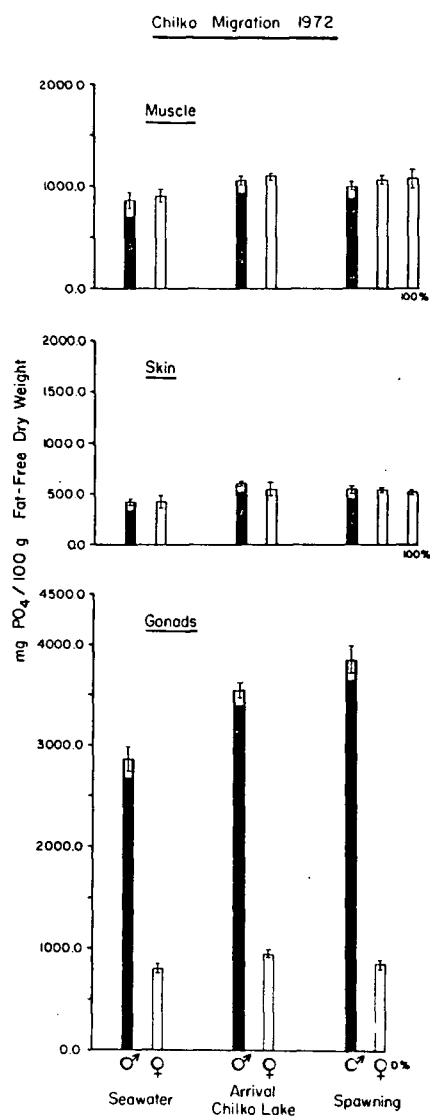 Chilko Migration 1972
Muscle
2000.0
1000.0
0.0
100%
Skin
2000.0
1500.0
1000.0
500.0
0.0
100%
mg PO4/100 g Fat-Free Dry Weight
Gonads
4500.0
4000.0
3000.0
2000.0
1000.0
0.0
♂ ♀ ♂ ♀ ♂ ♀ 0%
Seawater
Arrival
Chilko Lake
Spawning